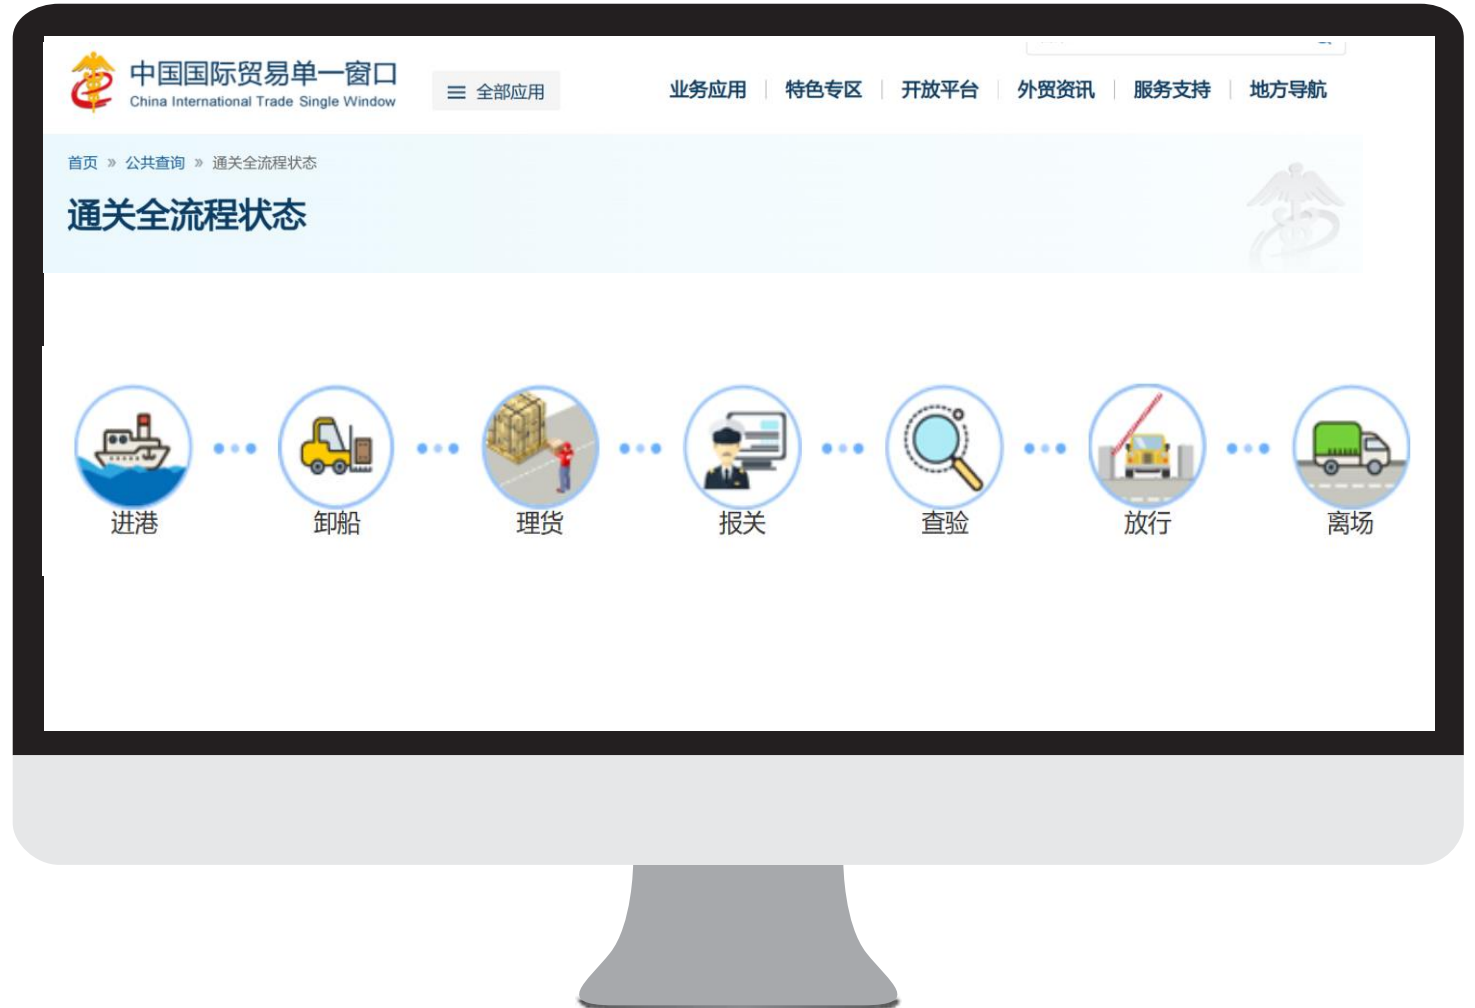 中国国际贸易单一窗口
China International Trade Single Window
全部应用
业务应用 特色专区 开放平台 外贸资讯 服务支持 地方导航
首页 » 公共查询 » 通关全流程状态
通关全流程状态
进港 卸船 理货 报关 查验 放行 离场